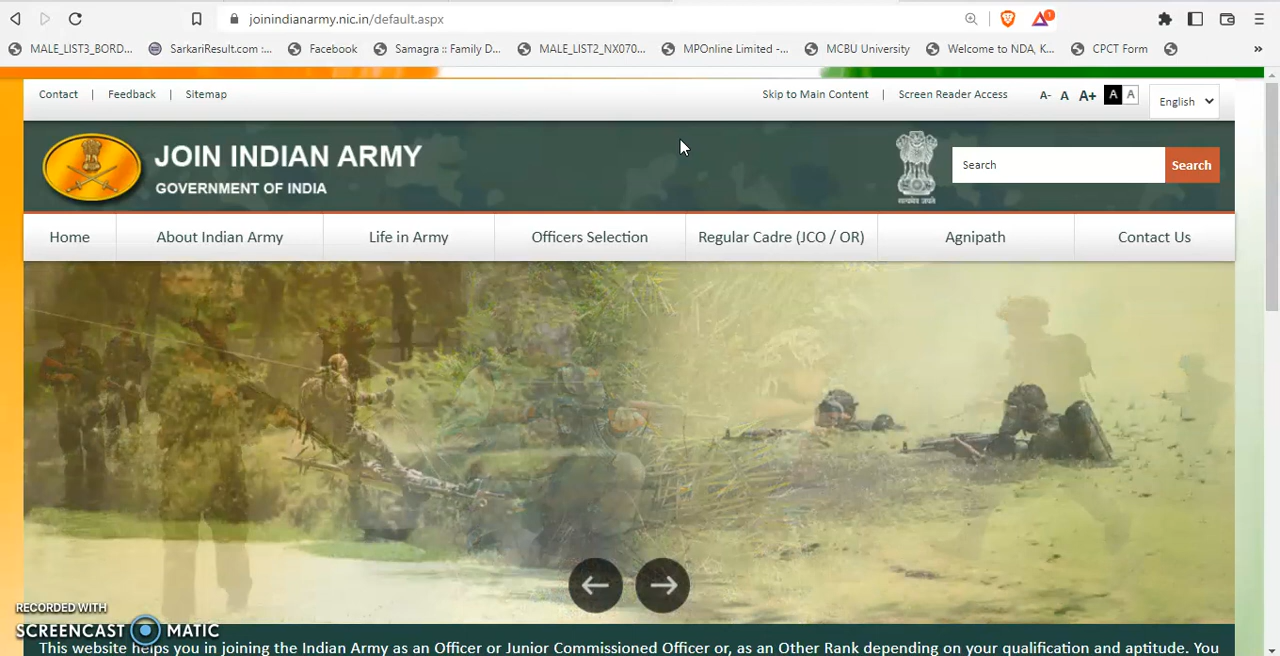 joinindianarmy.nic.in/default.aspx
1
MALE_LIST3_BORD... SarkariResult.com :... Facebook Samagra :: Family D... MALE_LIST2_NX070... MPOnline Limited -... MCBU University Welcome to NDA, K... CPCT Form »
Contact | Feedback | Sitemap Skip to Main Content | Screen Reader Access A- A A+ A A English
JOIN INDIAN ARMY
GOVERNMENT OF INDIA
सत्यमेव जयते
Search Search
Home About Indian Army Life in Army Officers Selection Regular Cadre (JCO / OR) Agnipath Contact Us
RECORDED WITH
SCREENCAST MATIC
This website helps you in joining the Indian Army as an Officer or Junior Commissioned Officer or, as an Other Rank depending on your qualification and aptitude. You